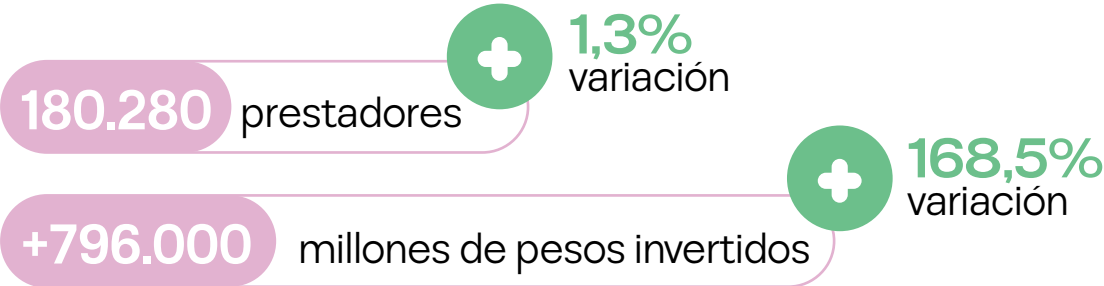 1,3%
variación
180.280 prestadores
168,5%
variación
+796.000 millones de pesos invertidos